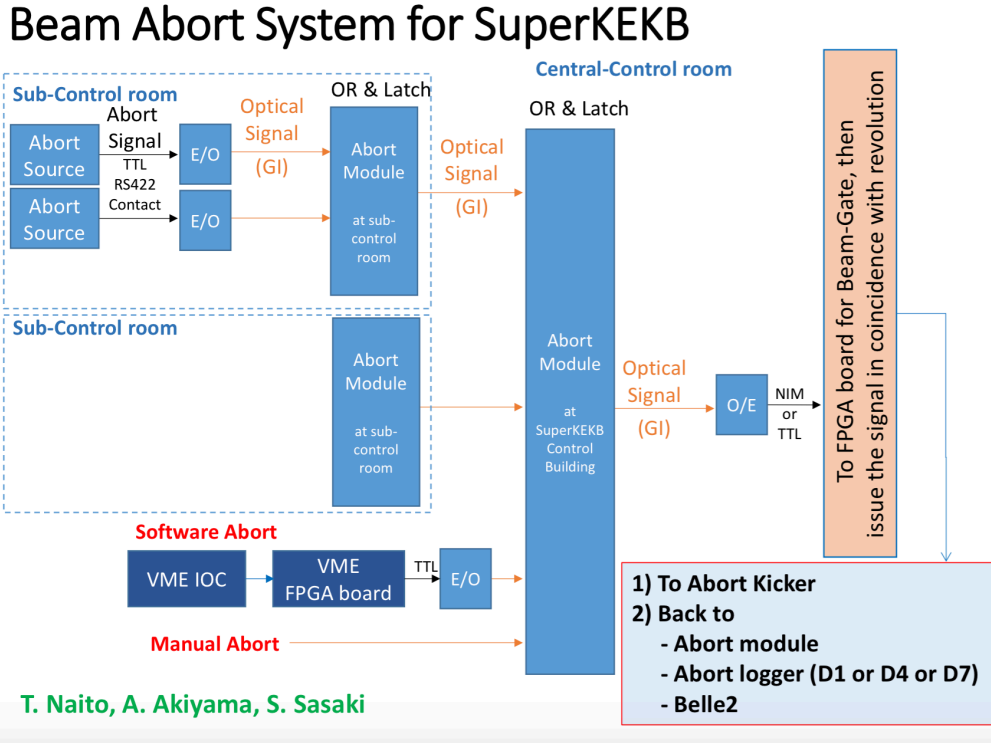 Beam Abort System for SuperKEKB
Central-Control room
Sub-Control room
OR & Latch
OR & Latch
Abort
Signal
TTL
RS422
Contact
Optical
Signal
(GI)
Abort
Source
E/O
Abort
Source
E/O
Abort
Module
at sub-
control
room
Optical
Signal
(GI)
Sub-Control room
Abort
Module
at sub-
control
room
Abort
Module
at
SuperKEKB
Control
Building
Optical
Signal
(GI)
O/E
NIM
or
TTL
To FPGA board for Beam-Gate, then
issue the signal in coincidence with revolution
Software Abort
VME IOC
VME
FPGA board
TTL
E/O
Manual Abort
1) To Abort Kicker
2) Back to
- Abort module
- Abort logger (D1 or D4 or D7)
- Belle2
T. Naito, A. Akiyama, S. Sasaki